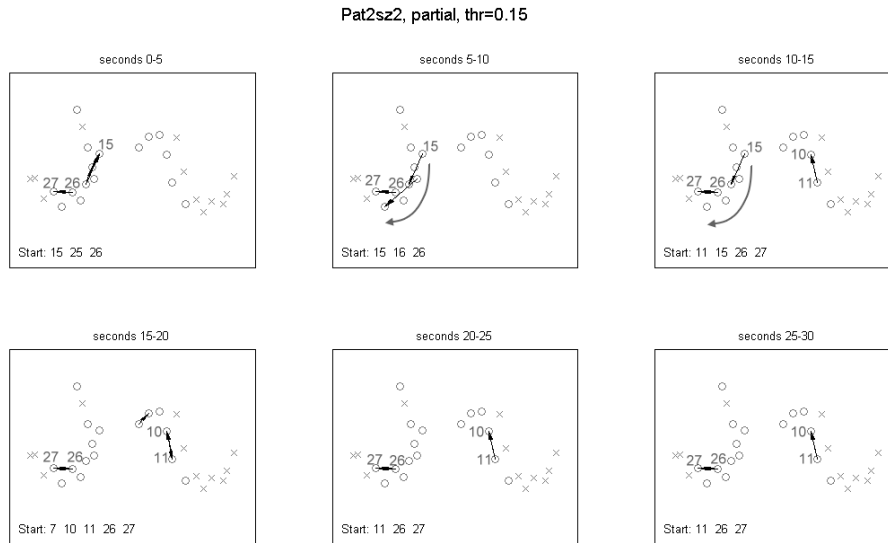 Pat2sz2, partial, thr=0.15
seconds 0-5
15
27 26
Start: 15 25 26
seconds 5-10
15
27 26
Start: 15 16 26
seconds 10-15
15
10
27 26
11
Start: 11 15 26 27
seconds 15-20
10
27 26
11
Start: 7 10 11 26 27
seconds 20-25
10
27 26
11
Start: 11 26 27
seconds 25-30
10
27 26
11
Start: 11 26 27